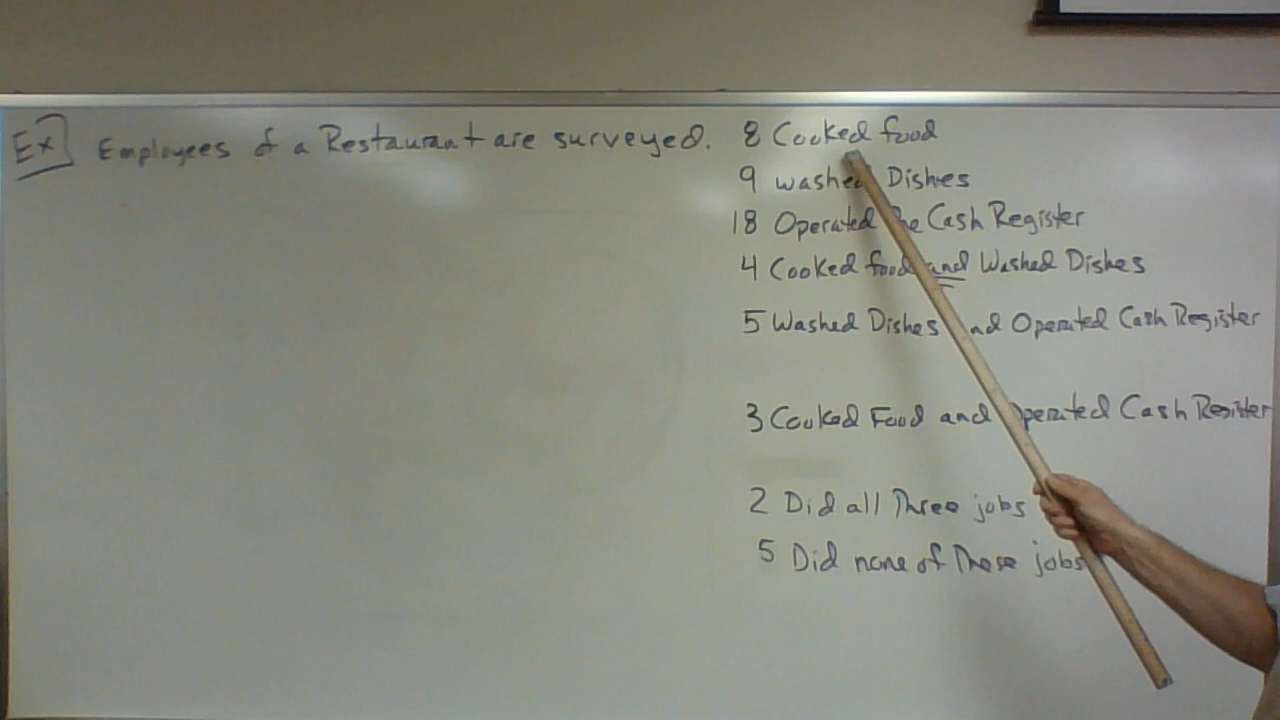 Ex] Employees of a Restaurant are surveyed.
8 Cooked food
9 washed Dishes
18 Operated The Cash Register
4 Cooked food and Washed Dishes
5 Washed Dishes and Operated Cash Register
3 Cooked Food and Operated Cash Register
2 Did all Three jobs
5 Did none of These jobs